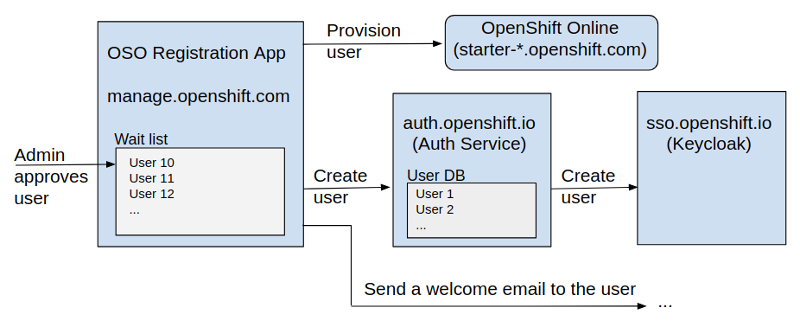 OSO Registration App
manage.openshift.com
Wait list
User 10
User 11
User 12
...
Admin
approves
user
Provision
user
OpenShift Online
(starter-*.openshift.com)
Create
user
auth.openshift.io
(Auth Service)
User DB
User 1
User 2
...
Create
user
sso.openshift.io
(Keycloak)
Send a welcome email to the user
...